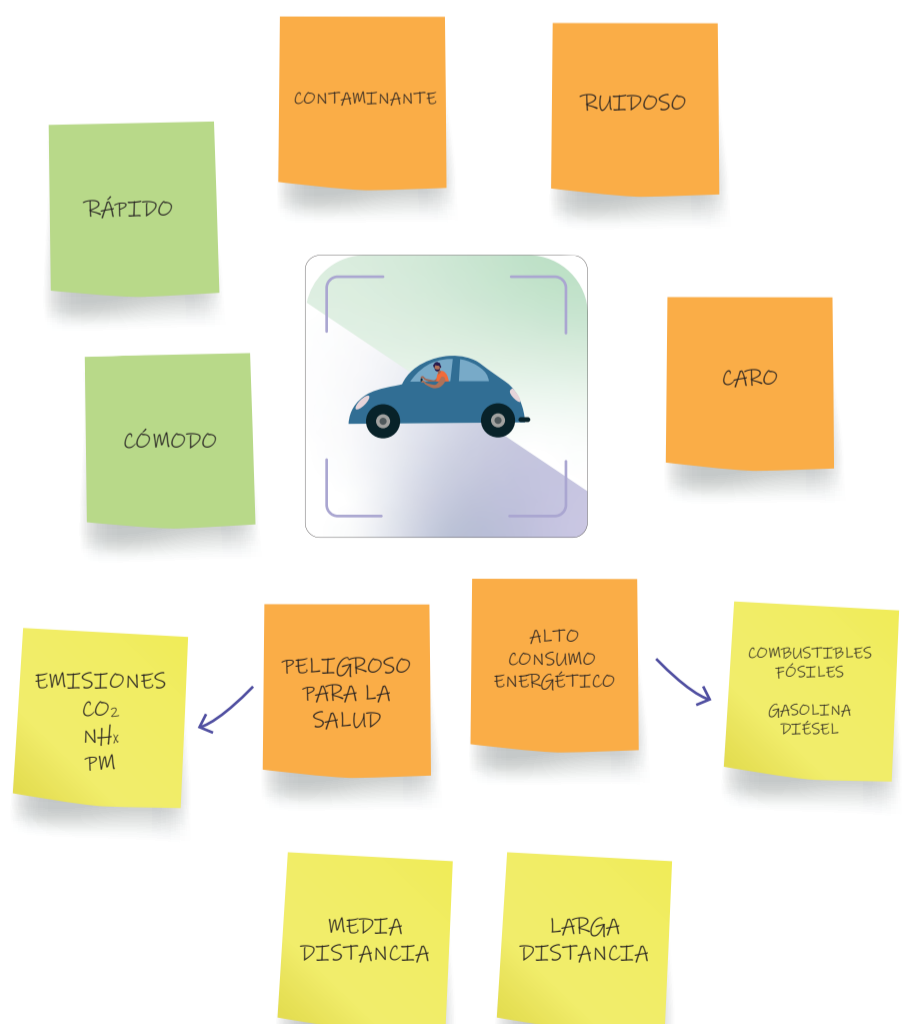 CONTAMINANTE
RUIDOSO
RÁPIDO
CARO
CÓMODO
EMISIONES
CO₂
NHₓ
PM
PELIGROSO
PARA LA
SALUD
ALTO
CONSUMO
ENERGÉTICO
COMBUSTIBLES
FÓSILES
GASOLINA
DIÉSEL
MEDIA
DISTANCIA
LARGA
DISTANCIA